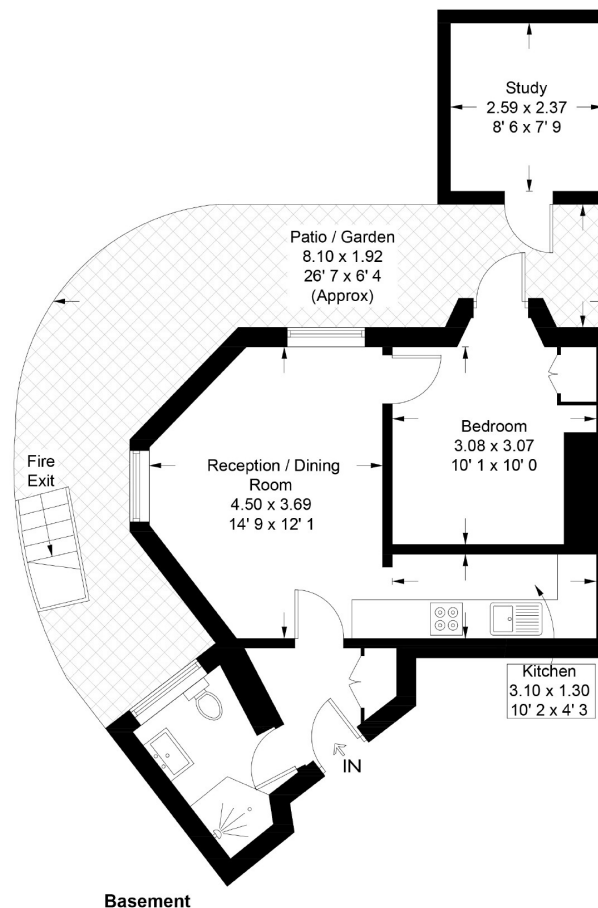 Study
2.59 x 2.37
8' 6 x 7' 9
Patio / Garden
8.10 x 1.92
26' 7 x 6' 4
(Approx)
Fire
Exit
Reception / Dining
Room
4.50 x 3.69
14' 9 x 12' 1
Bedroom
3.08 x 3.07
10' 1 x 10' 0
Kitchen
3.10 x 1.30
10' 2 x 4' 3
IN
Basement